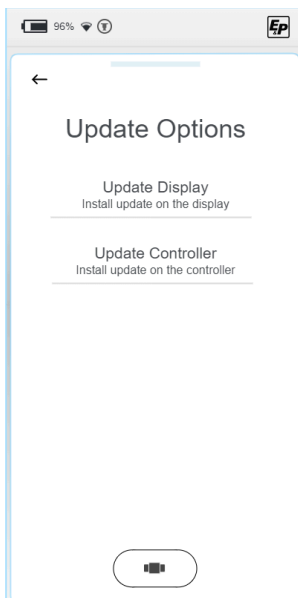 96%
EP
Update Options
Update Display
Install update on the display
Update Controller
Install update on the controller